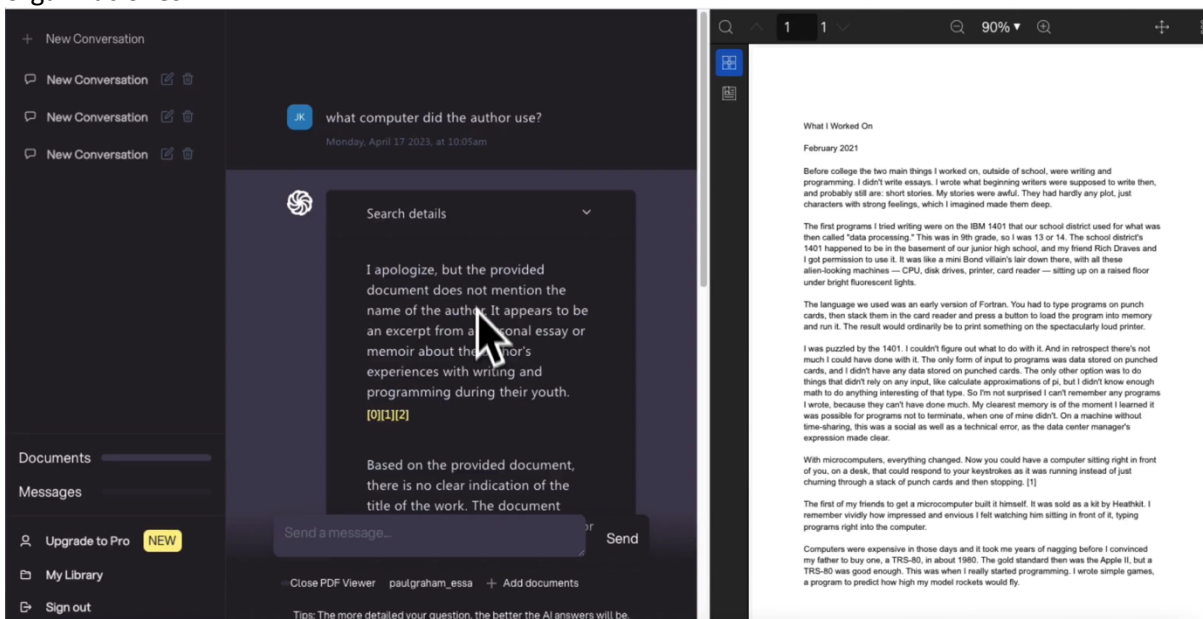 New Conversation
New Conversation
New Conversation
New Conversation
Documents
Messages
Upgrade to Pro NEW
My Library
Sign out
JK what computer did the author use?
Monday, April 17 2023, at 10:05am
Search details
I apologize, but the provided
document does not mention the
name of the author. It appears to be
an excerpt from a personal essay or
memoir about the author's
experiences with writing and
programming during their youth.
[0][1][2]
Based on the provided document,
there is no clear indication of the
title of the work. The document
Send a message...
Send
Close PDF Viewer paulgraham_essa + Add documents
Tips: The more detailed your question, the better the AI answers will be.
1 1 90%
What I Worked On
February 2021
Before college the two main things I worked on, outside of school, were writing and
programming. I didn't write essays. I wrote what beginning writers were supposed to write then,
and probably still are: short stories. My stories were awful. They had hardly any plot, just
characters with strong feelings, which I imagined made them deep.
The first programs I tried writing were on the IBM 1401 that our school district used for what was
then called "data processing." This was in 9th grade, so I was 13 or 14. The school district's
1401 happened to be in the basement of our junior high school, and my friend Rich Draves and
I got permission to use it. It was like a mini Bond villain's lair down there, with all these
alien-looking machines — CPU, disk drives, printer, card reader — sitting up on a raised floor
under bright fluorescent lights.
The language we used was an early version of Fortran. You had to type programs on punch
cards, then stack them in the card reader and press a button to load the program into memory
and run it. The result would ordinarily be to print something on the spectacularly loud printer.
I was puzzled by the 1401. I couldn't figure out what to do with it. And in retrospect there's not
much I could have done with it. The only form of input to programs was data stored on punched
cards, and I didn't have any data stored on punched cards. The only other option was to do
things that didn't rely on any input, like calculate approximations of pi, but I didn't know enough
math to do anything interesting of that type. So I'm not surprised I can't remember any programs
I wrote, because they can't have done much. My clearest memory is of the moment I learned it
was possible for programs not to terminate, when one of mine didn't. On a machine without
time-sharing, this was a social as well as a technical error, as the data center manager's
expression made clear.
With microcomputers, everything changed. Now you could have a computer sitting right in front
of you, on a desk, that could respond to your keystrokes as it was running instead of just
churning through a stack of punch cards and then stopping. [1]
The first of my friends to get a microcomputer built it himself. It was sold as a kit by Heathkit. I
remember vividly how impressed and envious I felt watching him sitting in front of it, typing
programs right into the computer.
Computers were expensive in those days and it took me years of nagging before I convinced
my father to buy one, a TRS-80, in about 1980. The gold standard then was the Apple II, but a
TRS-80 was good enough. This was when I really started programming. I wrote simple games,
a program to predict how high my model rockets would fly.